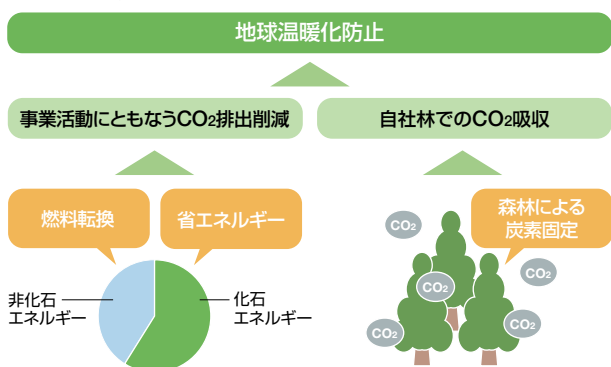 地球温暖化防止
事業活動にともなうCO2排出削減
自社林でのCO2吸収
燃料転換
省エネルギー
森林による
炭素固定
非化石
エネルギー
化石
エネルギー
CO2
CO2
CO2
CO2
CO2